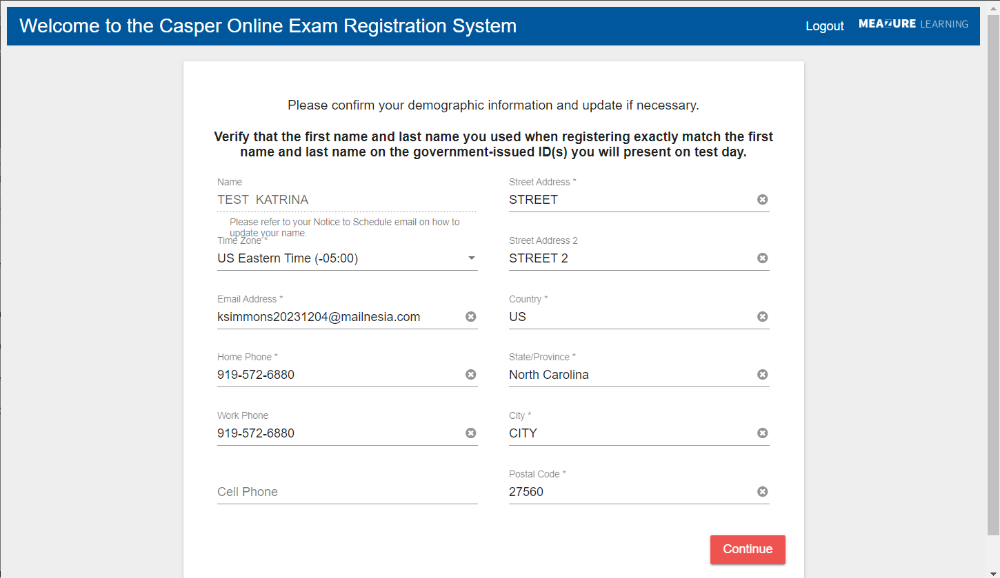 Welcome to the Casper Online Exam Registration System
Logout
MEAZURE LEARNING
Please confirm your demographic information and update if necessary.
Verify that the first name and last name you used when registering exactly match the first
name and last name on the government-issued ID(s) you will present on test day.
Name
TEST  KATRINA
Please refer to your Notice to Schedule email on how to
update your name.
Time Zone *
US Eastern Time (-05:00)
Email Address *
ksimmons20231204@mailnesia.com
Home Phone *
919-572-6880
Work Phone
919-572-6880
Cell Phone
Street Address *
STREET
Street Address 2
STREET 2
Country *
US
State/Province *
North Carolina
City *
CITY
Postal Code *
27560
Continue